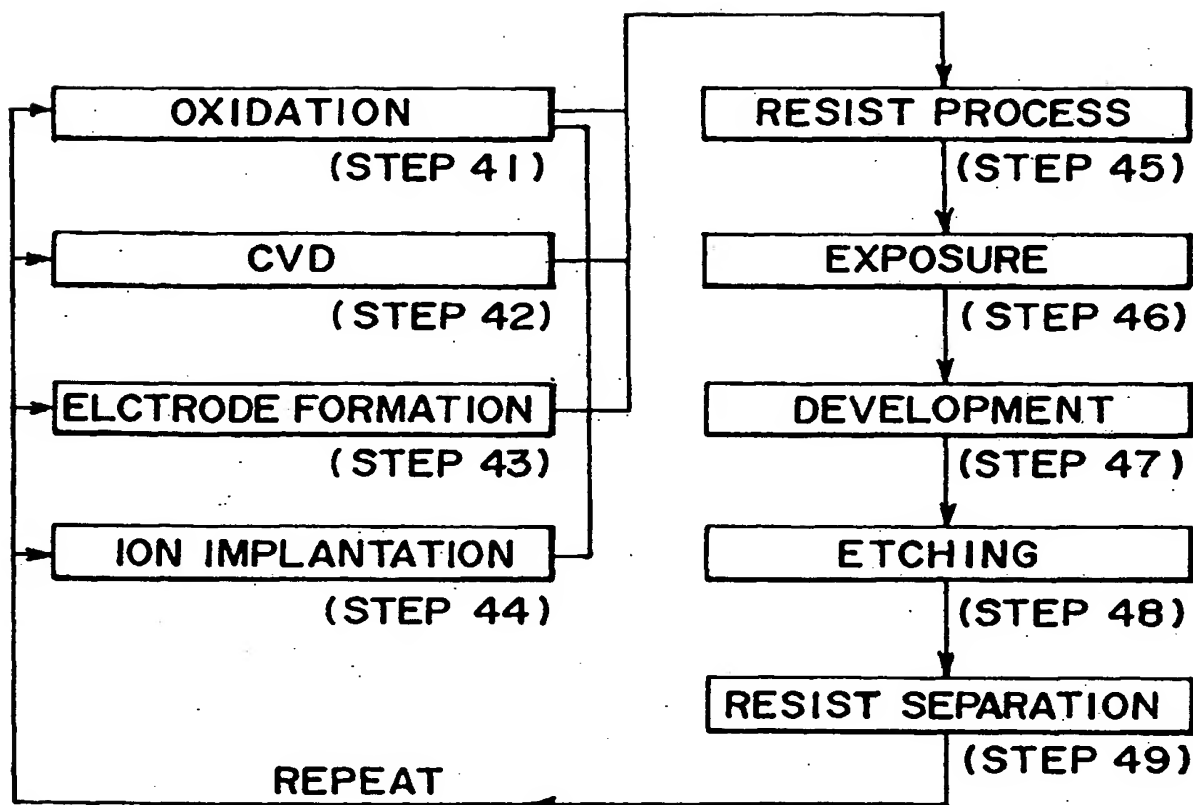 OXIDATION
(STEP 41)
CVD
(STEP 42)
ELCTRODE FORMATION
(STEP 43)
ION IMPLANTATION
(STEP 44)
RESIST PROCESS
(STEP 45)
EXPOSURE
(STEP 46)
DEVELOPMENT
(STEP 47)
ETCHING
(STEP 48)
RESIST SEPARATION
(STEP 49)
REPEAT